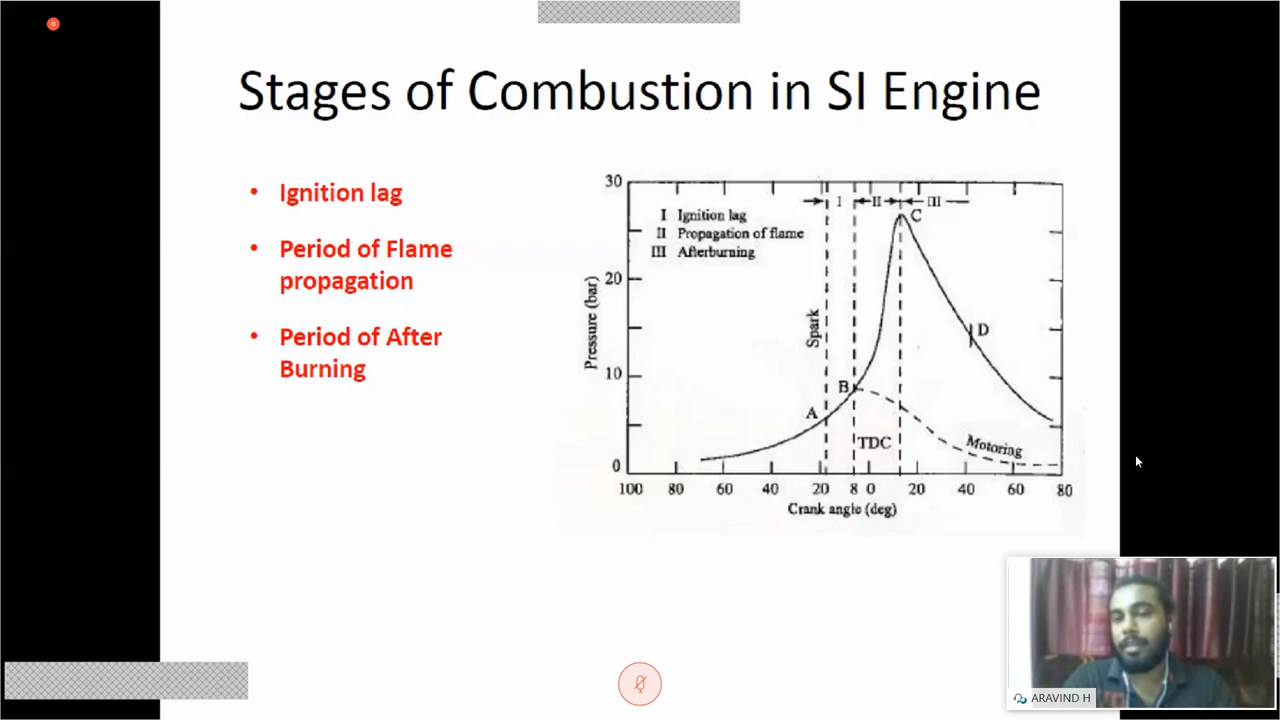 Stages of Combustion in SI Engine
• Ignition lag
• Period of Flame
propagation
• Period of After
Burning
30
20
10
0
Pressure (bar)
I Ignition lag
II Propagation of flame
III Afterburning
I
II
III
Spark
A
B
C
D
TDC
Motoring
100 80 60 40 20 8 0 20 40 60 80
Crank angle (deg)
ARAVIND H